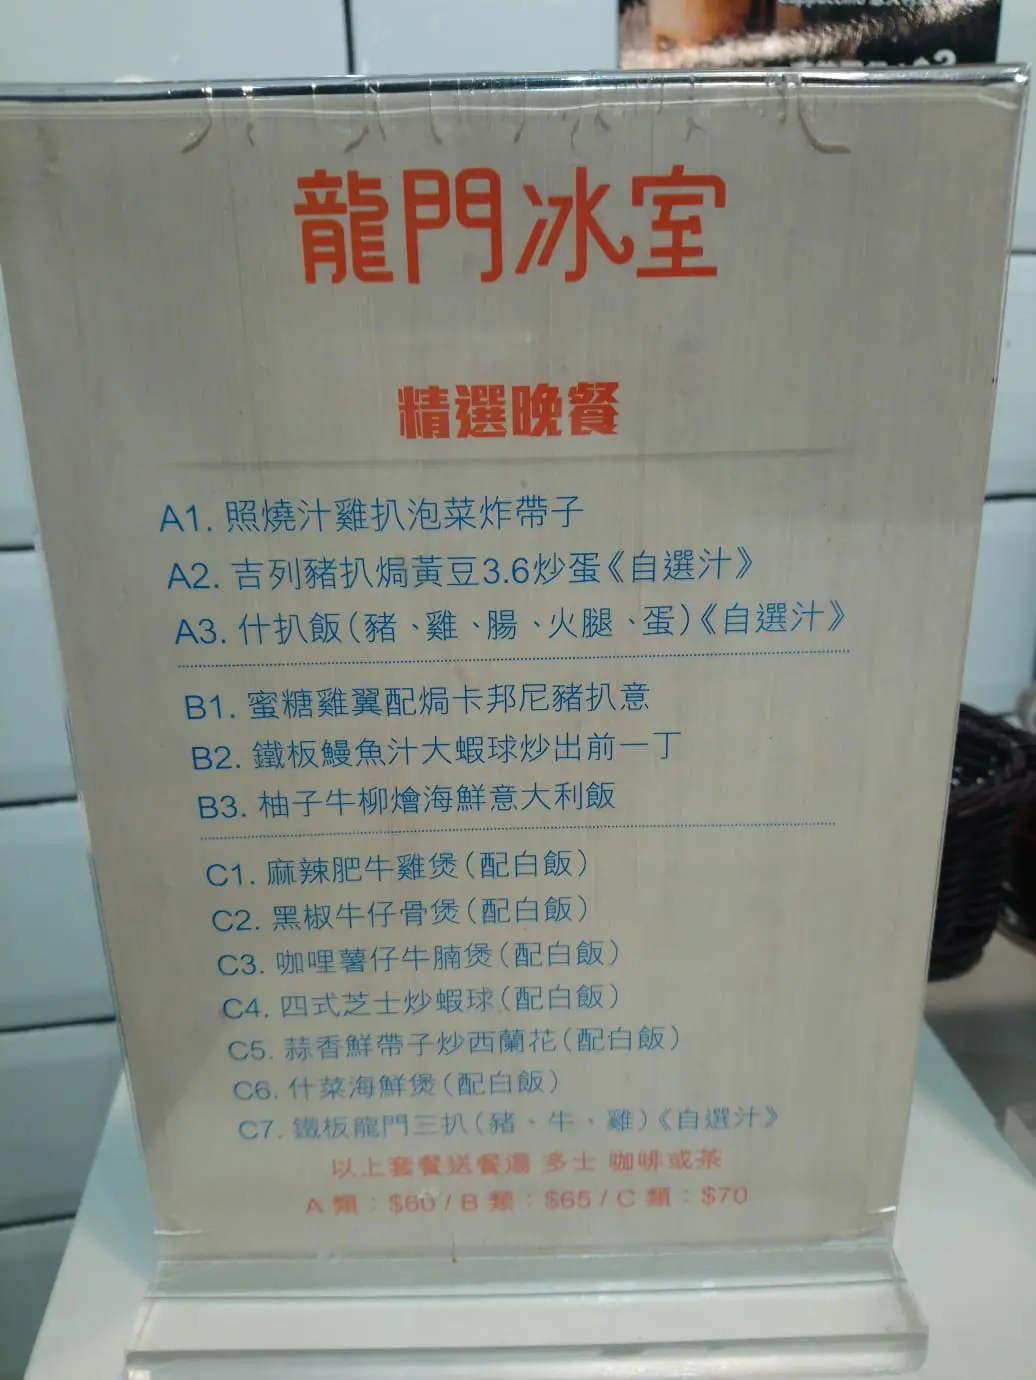 龍門冰室
精選晚餐
A1. 照燒汁雞扒泡菜炸帶子
A2. 吉列豬扒焗黃豆3.6炒蛋《自選汁》
A3. 什扒飯(豬、雞、腸、火腿、蛋)《自選汁》
B1. 蜜糖雞翼配焗卡邦尼豬扒意
B2. 鐵板鰻魚汁大蝦球炒出前一丁
B3. 柚子牛柳燴海鮮意大利飯
C1. 麻辣肥牛雞煲(配白飯)
C2. 黑椒牛仔骨煲(配白飯)
C3. 咖哩薯仔牛腩煲(配白飯)
C4. 四式芝士炒蝦球(配白飯)
C5. 蒜香鮮帶子炒西蘭花(配白飯)
C6. 什菜海鮮煲(配白飯)
C7. 鐵板龍門三扒(豬、牛、雞)《自選汁》
以上套餐送餐湯 多士 咖啡或茶
A 類：$60 / B 類：$65 / C 類：$70